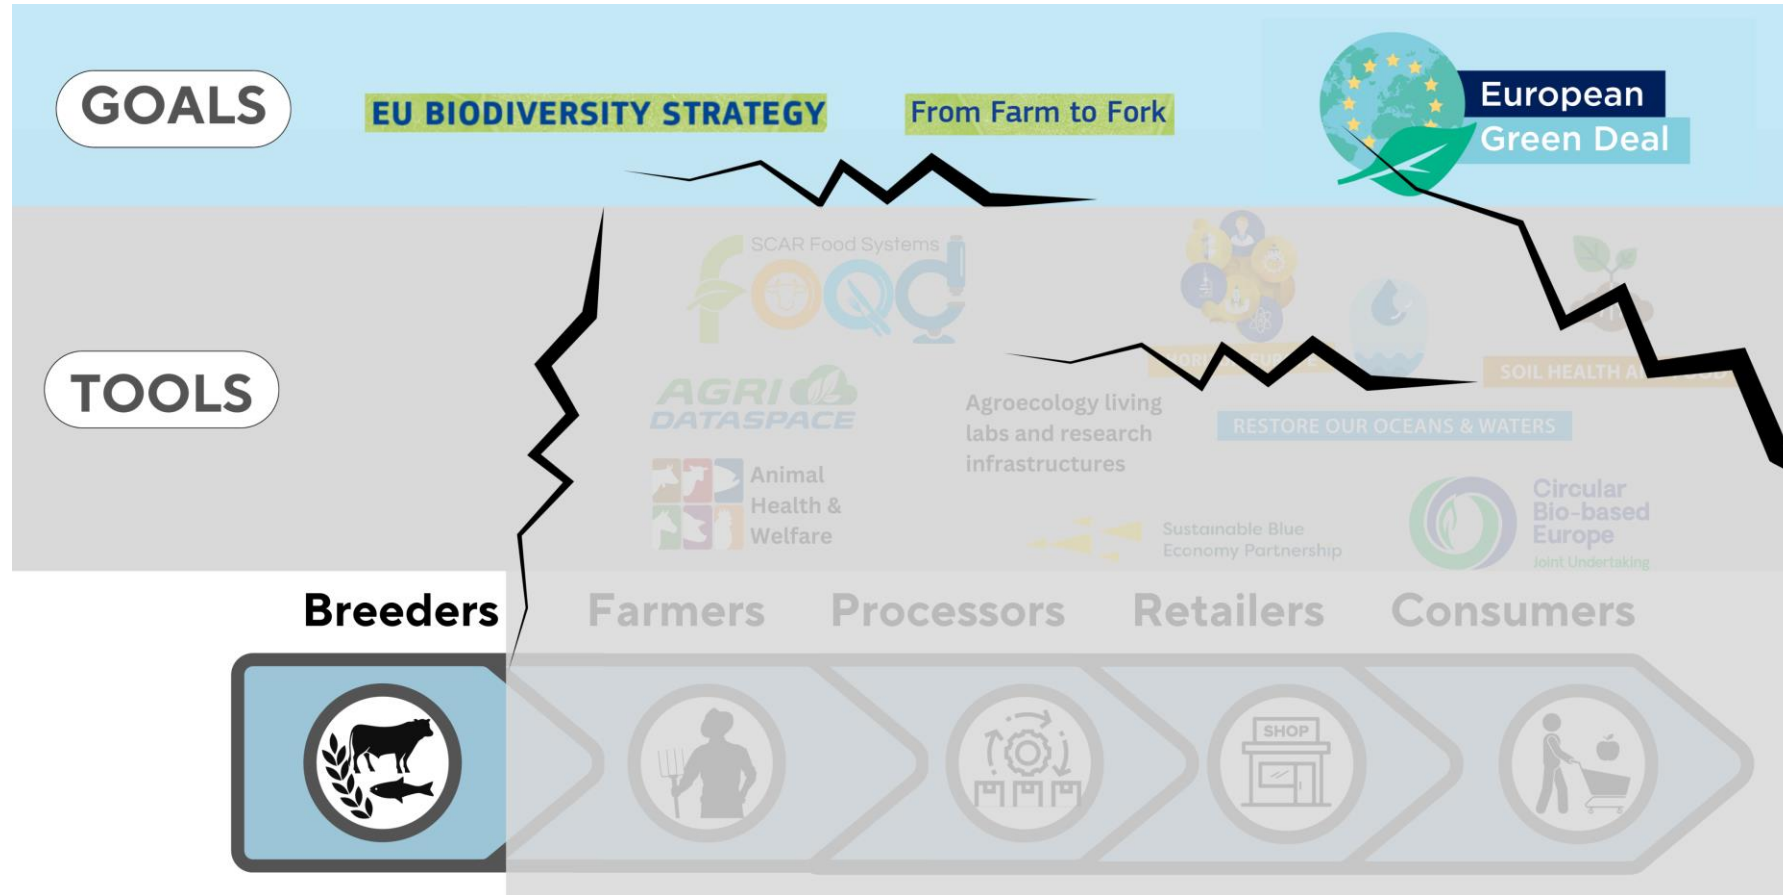 GOALS
EU BIODIVERSITY STRATEGY
From Farm to Fork
European
Green Deal
SCAR Food Systems
FOOD
TOOLS
AGRI
DATASPACE
Agroecology living
labs and research
infrastructures
SOIL HEALTH
RESTORE OUR OCEANS & WATERS
Animal
Health &
Welfare
Sustainable Blue
Economy Partnership
Circular
Bio-based
Europe
Joint Undertaking
Breeders
Farmers
Processors
Retailers
Consumers
SHOP